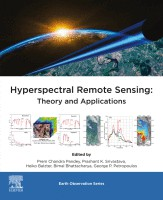 Hyperspectral Remote Sensing:
Theory and Applications
Edited by
Prem Chandra Pandey, Prashant K. Srivastava,
Heiko Balzter, Bimal Bhattacharya, George P. Petropoulos
Earth Observation Series
ELSEVIER